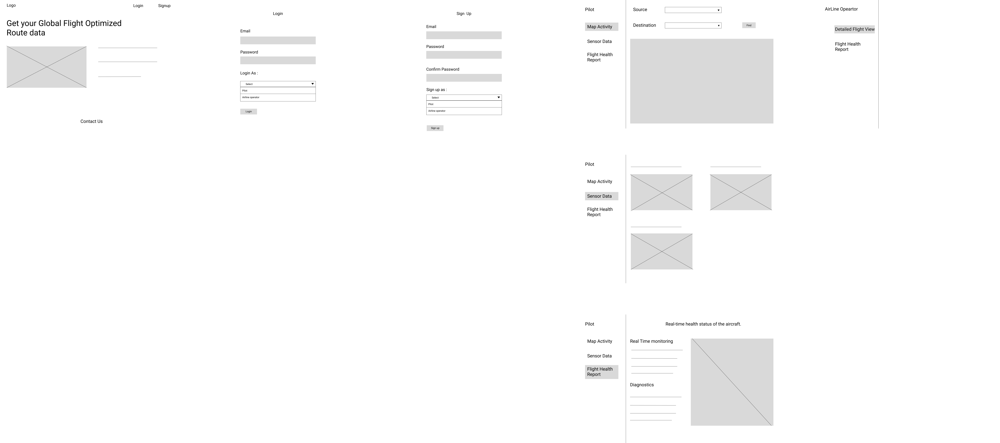 Logo
Login
Signup
Get your Global Flight Optimized
Route data
Contact Us
Login
Email
Password
Login As :
Select
Pilot
Airline operator
Login
Sign Up
Email
Password
Confirm Password
Sign up as :
Select
Pilot
Airline operator
Sign up
Pilot
Map Activity
Sensor Data
Flight Health
Report
Source
Destination
Find
AirLine Opeartor
Detailed Flight View
Flight Health
Report
Pilot
Map Activity
Sensor Data
Flight Health
Report
Pilot
Map Activity
Sensor Data
Flight Health
Report
Real-time health status of the aircraft.
Real Time monitoring
Diagnostics